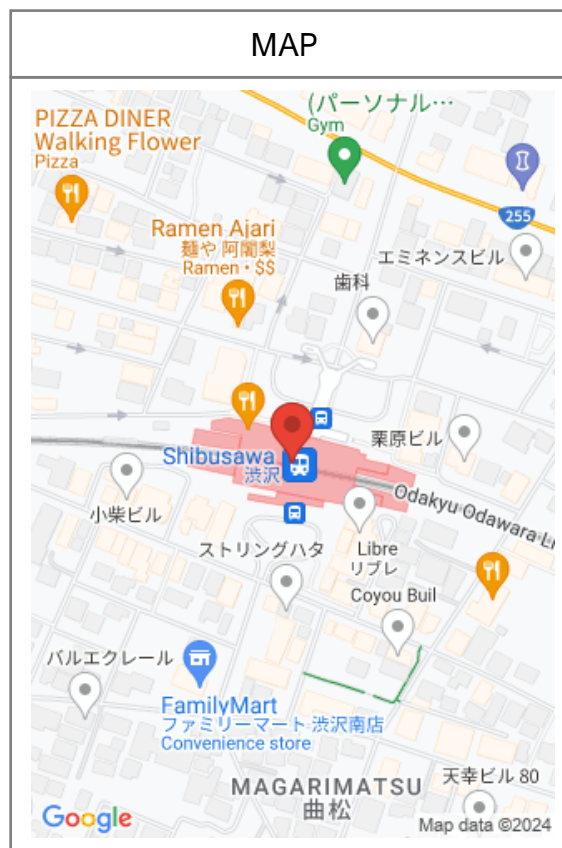 MAP
(パーソナル…
Gym
PIZZA DINER
Walking Flower
Pizza
255
Ramen Ajari
麺や 阿闍梨
Ramen・$$
エミネンスビル
歯科
栗原ビル
Shibusawa
渋沢
Odakyu Odawara Li
小柴ビル
ストリングハタ
Libre
リブレ
Coyou Buil
バルエクレール
FamilyMart
ファミリーマート 渋沢南店
Convenience store
MAGARIMATSU
曲松
天幸ビル 80
Google
Map data ©2024